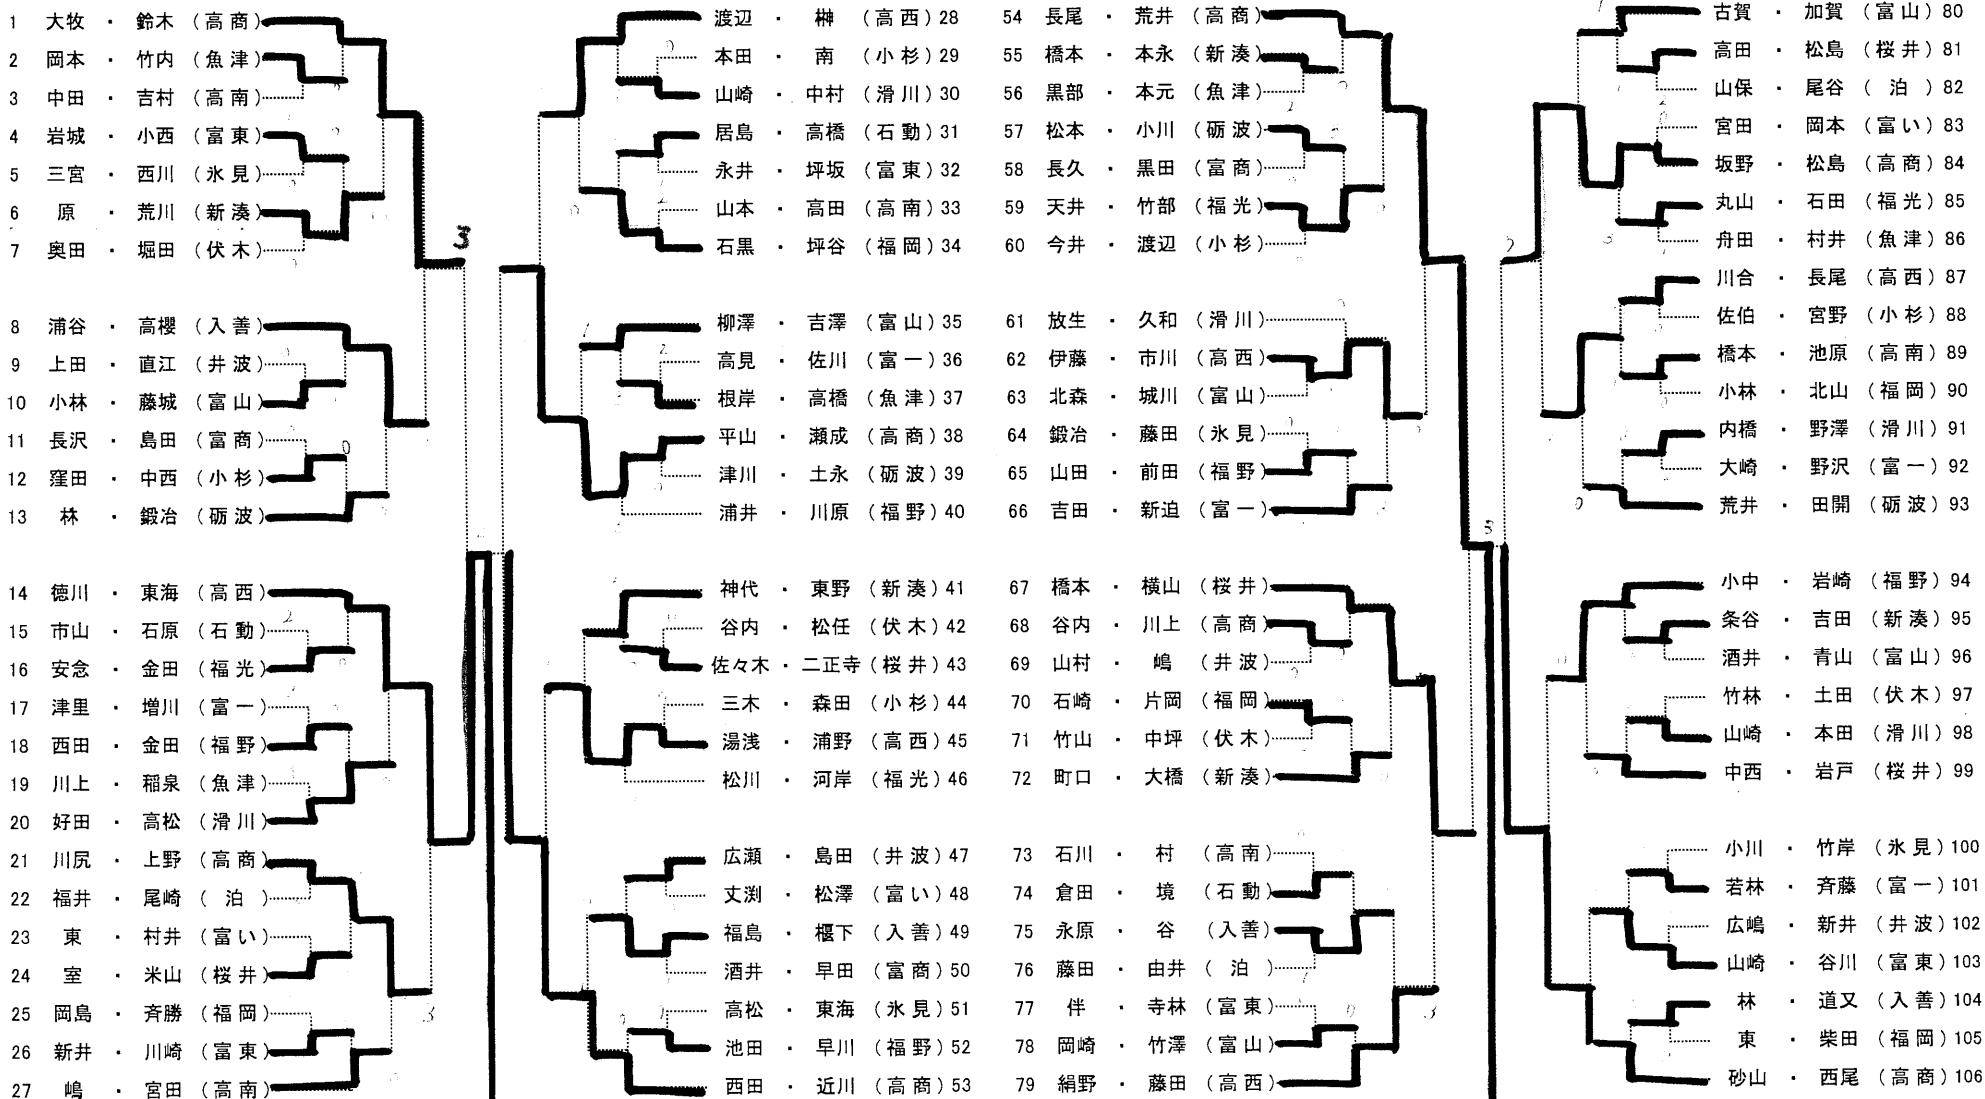 1 大牧 ・ 鈴木 (高商)
2 岡本 ・ 竹内 (魚津)
3 中田 ・ 吉村 (高南)
4 岩城 ・ 小西 (富東)
5 三宮 ・ 西川 (氷見)
6 原 ・ 荒川 (新湊)
7 奥田 ・ 堀田 (伏木)
3
8 浦谷 ・ 高櫻 (入善)
9 上田 ・ 直江 (井波)
10 小林 ・ 藤城 (富山)
11 長沢 ・ 島田 (富商)
12 窪田 ・ 中西 (小杉)
13 林 ・ 鍛冶 (砺波)
14 徳川 ・ 東海 (高西)
15 市山 ・ 石原 (石動)
16 安念 ・ 金田 (福光)
17 津里 ・ 増川 (富一)
18 西田 ・ 金田 (福野)
19 川上 ・ 稲泉 (魚津)
20 好田 ・ 高松 (滑川)
21 川尻 ・ 上野 (高商)
22 福井 ・ 尾崎 (泊)
23 東 ・ 村井 (富い)
24 室 ・ 米山 (桜井)
25 岡島 ・ 斉勝 (福岡)
26 新井 ・ 川崎 (富東)
27 嶋 ・ 宮田 (高南)
渡辺 ・ 榊 (高西) 28
本田 ・ 南 (小杉) 29
山崎 ・ 中村 (滑川) 30
居島 ・ 高橋 (石動) 31
永井 ・ 坪坂 (富東) 32
山本 ・ 高田 (高南) 33
石黒 ・ 坪谷 (福岡) 34
柳澤 ・ 吉澤 (富山) 35
高見 ・ 佐川 (富一) 36
根岸 ・ 高橋 (魚津) 37
平山 ・ 瀬成 (高商) 38
津川 ・ 土永 (砺波) 39
浦井 ・ 川原 (福野) 40
神代 ・ 東野 (新湊) 41
谷内 ・ 松任 (伏木) 42
佐々木 ・ 二正寺 (桜井) 43
三木 ・ 森田 (小杉) 44
湯浅 ・ 浦野 (高西) 45
松川 ・ 河岸 (福光) 46
広瀬 ・ 島田 (井波) 47
丈渕 ・ 松澤 (富い) 48
福島 ・ 榎下 (入善) 49
酒井 ・ 早田 (富商) 50
高松 ・ 東海 (氷見) 51
池田 ・ 早川 (福野) 52
西田 ・ 近川 (高商) 53
54 長尾 ・ 荒井 (高商)
55 橋本 ・ 本永 (新湊)
56 黒部 ・ 本元 (魚津)
57 松本 ・ 小川 (砺波)
58 長久 ・ 黒田 (富商)
59 天井 ・ 竹部 (福光)
60 今井 ・ 渡辺 (小杉)
61 放生 ・ 久和 (滑川)
62 伊藤 ・ 市川 (高西)
63 北森 ・ 城川 (富山)
64 鍛冶 ・ 藤田 (氷見)
65 山田 ・ 前田 (福野)
66 吉田 ・ 新迫 (富一)
3
67 橋本 ・ 横山 (桜井)
68 谷内 ・ 川上 (高商)
69 山村 ・ 嶋 (井波)
70 石崎 ・ 片岡 (福岡)
71 竹山 ・ 中坪 (伏木)
72 町口 ・ 大橋 (新湊)
73 石川 ・ 村 (高南)
74 倉田 ・ 境 (石動)
75 永原 ・ 谷 (入善)
76 藤田 ・ 由井 (泊)
77 伴 ・ 寺林 (富東)
78 岡崎 ・ 竹澤 (富山)
79 絹野 ・ 藤田 (高西)
古賀 ・ 加賀 (富山) 80
高田 ・ 松島 (桜井) 81
山保 ・ 尾谷 (泊) 82
宮田 ・ 岡本 (富い) 83
坂野 ・ 松島 (高商) 84
丸山 ・ 石田 (福光) 85
舟田 ・ 村井 (魚津) 86
川合 ・ 長尾 (高西) 87
佐伯 ・ 宮野 (小杉) 88
橋本 ・ 池原 (高南) 89
小林 ・ 北山 (福岡) 90
内橋 ・ 野澤 (滑川) 91
大崎 ・ 野沢 (富一) 92
荒井 ・ 田開 (砺波) 93
小中 ・ 岩崎 (福野) 94
条谷 ・ 吉田 (新湊) 95
酒井 ・ 青山 (富山) 96
竹林 ・ 土田 (伏木) 97
山崎 ・ 本田 (滑川) 98
中西 ・ 岩戸 (桜井) 99
小川 ・ 竹岸 (氷見) 100
若林 ・ 斉藤 (富一) 101
広嶋 ・ 新井 (井波) 102
山崎 ・ 谷川 (富東) 103
林 ・ 道又 (入善) 104
東 ・ 柴田 (福岡) 105
砂山 ・ 西尾 (高商) 106